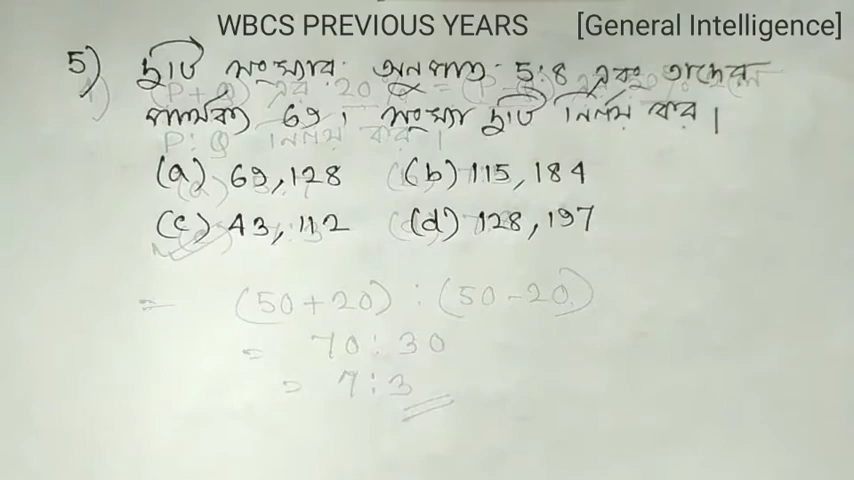 WBCS PREVIOUS YEARS [General Intelligence]
5) দুটি সংখ্যার অনুপাত 5:8 এবং তাদের
পার্থক্য 69। সংখ্যা দুটি নির্ণয় কর।
(a) 69,128 (b) 115, 184
(c) 43, 112 (d) 128, 197
= (50+20) : (50-20)
= 70:30
= 7:3